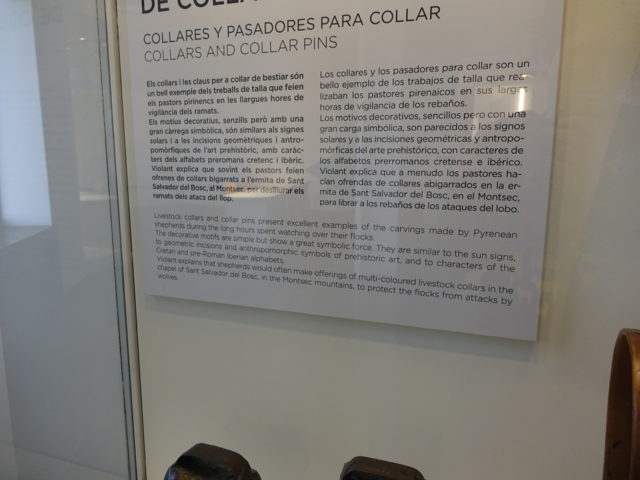 DE COLLA
COLLARES Y PASADORES PARA COLLAR
COLLARS AND COLLAR PINS
Els collars i les claus per a collar de bestiar són
un bell exemple dels treballs de talla que feien
els pastors pirinencs en les llargues hores de
vigilància dels ramats.
Els motius decoratius, senzills però amb una
gran càrrega simbòlica, són similars als signes
solars i a les incisions geomètriques i antro-
pomòrfiques de l'art prehistòric, amb caràc-
ters dels alfabets preromans cretenc i ibèric.
Violant explica que sovint els pastors feien
ofrenes de collars bigarrats a l'ermita de Sant
Salvador del Bosc, al Montsec, per deslliurar els
ramats dels atacs del llop.
Los collares y los pasadores para collar son un
bello ejemplo de los trabajos de talla que rea-
lizaban los pastores pirenaicos en sus largas
horas de vigilancia de los rebaños.
Los motivos decorativos, sencillos pero con una
gran carga simbólica, son parecidos a los signos
solares y a las incisiones geométricas y antropo-
mórficas del arte prehistórico, con caracteres de
los alfabetos prerromanos cretense e ibérico.
Violant explica que a menudo los pastores ha-
cían ofrendas de collares abigarrados en la er-
mita de Sant Salvador del Bosc, en el Montsec,
para librar a los rebaños de los ataques del lobo.
Livestock collars and collar pins present excellent examples of the carvings made by Pyrenean
shepherds during the long hours spent watching over their flocks.
The decorative motifs are simple but show a great symbolic force. They are similar to the sun signs,
to geometric incisions and anthropomorphic symbols of prehistoric art, and to characters of the
Cretan and pre-Roman Iberian alphabets.
Violant explains that shepherds would often make offerings of multi-coloured livestock collars in the
chapel of Sant Salvador del Bosc, in the Montsec mountains, to protect the flocks from attacks by
wolves.